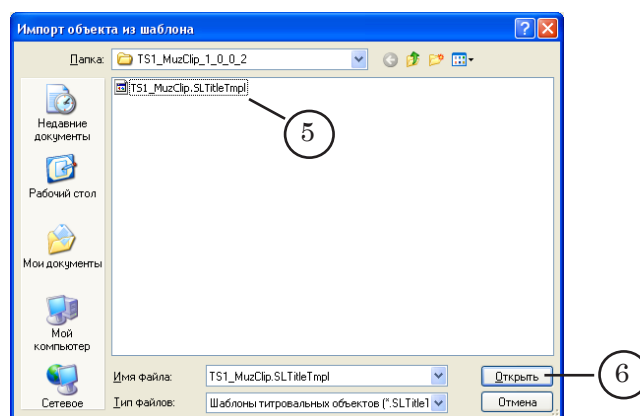 Импорт объекта из шаблона
Папка: TS1_MuzClip_1_0_0_2
TS1_MuzClip.SLTitleTmpl
5
Недавние
документы
Рабочий стол
Мои документы
Мой
компьютер
Сетевое
Имя файла: TS1_MuzClip.SLTitleTmpl Открыть 6
Тип файлов: Шаблоны титровальных объектов (*.SLTitleT Отмена